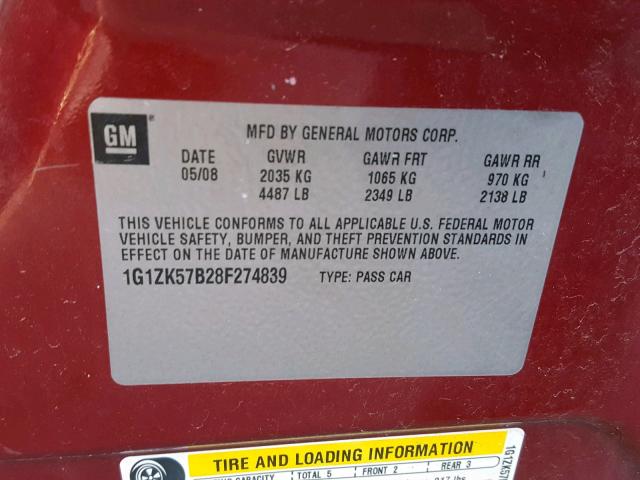 GM
MFD BY GENERAL MOTORS CORP.
DATE GVWR GAWR FRT GAWR RR
05/08 2035 KG 1065 KG 970 KG
4487 LB 2349 LB 2138 LB
THIS VEHICLE CONFORMS TO ALL APPLICABLE U.S. FEDERAL MOTOR
VEHICLE SAFETY, BUMPER, AND THEFT PREVENTION STANDARDS IN
EFFECT ON THE DATE OF MANUFACTURE SHOWN ABOVE.
1G1ZK57B28F274839 TYPE: PASS CAR
TIRE AND LOADING INFORMATION
CAPACITY TOTAL 5 FRONT 2 REAR 3
1G1ZK57